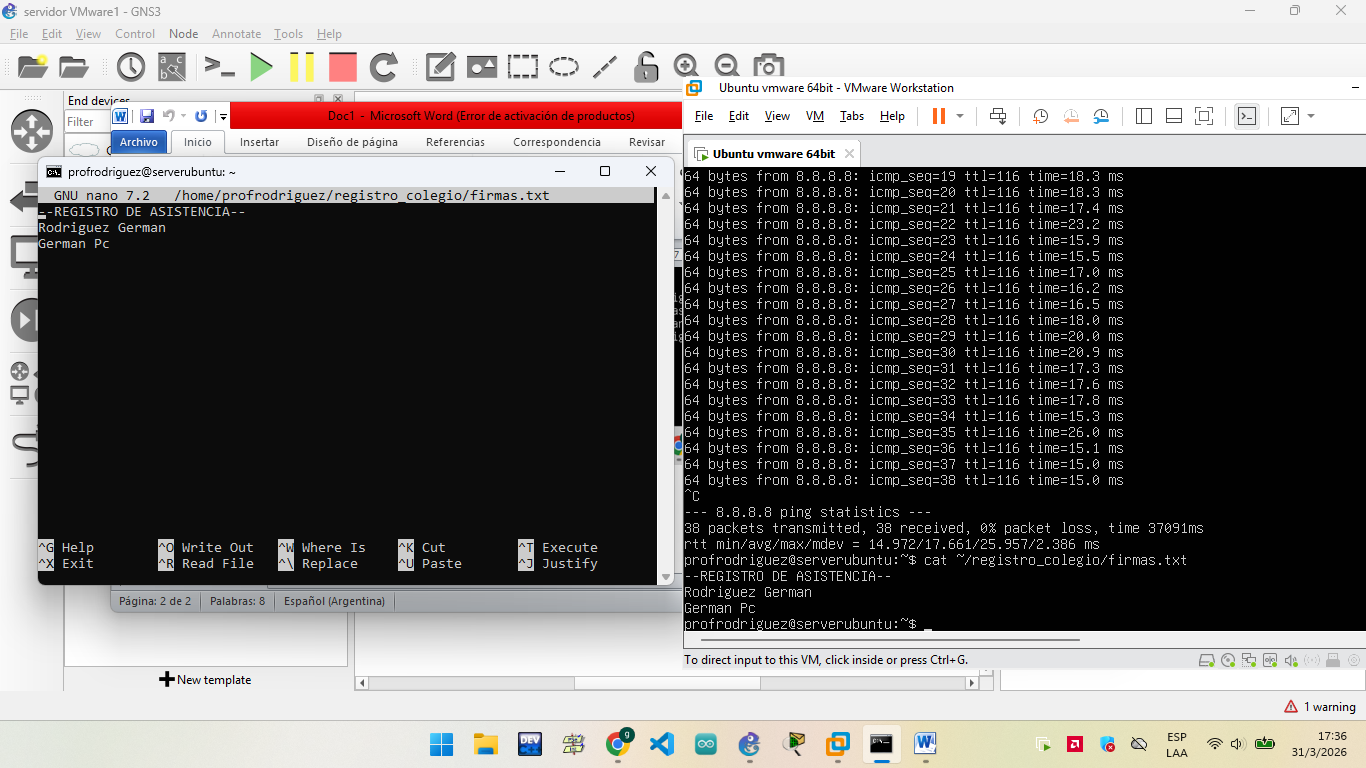 servidor VMware1 - GNS3
File Edit View Control Node Annotate Tools Help
End devices
Filter
Doc1 - Microsoft Word (Error de activación de productos)
Archivo Inicio Insertar Diseño de página Referencias Correspondencia Revisar
profrodriguez@serverubuntu: ~
GNU nano 7.2 /home/profrodriguez/registro_colegio/firmas.txt
--REGISTRO DE ASISTENCIA--
Rodriguez German
German Pc
^G Help ^O Write Out ^W Where Is ^K Cut ^T Execute
^X Exit ^R Read File ^\ Replace ^U Paste ^J Justify
Página: 2 de 2 Palabras: 8 Español (Argentina)
New template
Ubuntu vmware 64bit - VMware Workstation
File Edit View VM Tabs Help
Ubuntu vmware 64bit
64 bytes from 8.8.8.8: icmp_seq=19 ttl=116 time=18.3 ms
64 bytes from 8.8.8.8: icmp_seq=20 ttl=116 time=18.3 ms
64 bytes from 8.8.8.8: icmp_seq=21 ttl=116 time=17.4 ms
64 bytes from 8.8.8.8: icmp_seq=22 ttl=116 time=23.2 ms
64 bytes from 8.8.8.8: icmp_seq=23 ttl=116 time=15.9 ms
64 bytes from 8.8.8.8: icmp_seq=24 ttl=116 time=15.5 ms
64 bytes from 8.8.8.8: icmp_seq=25 ttl=116 time=17.0 ms
64 bytes from 8.8.8.8: icmp_seq=26 ttl=116 time=16.2 ms
64 bytes from 8.8.8.8: icmp_seq=27 ttl=116 time=16.5 ms
64 bytes from 8.8.8.8: icmp_seq=28 ttl=116 time=18.0 ms
64 bytes from 8.8.8.8: icmp_seq=29 ttl=116 time=20.0 ms
64 bytes from 8.8.8.8: icmp_seq=30 ttl=116 time=20.9 ms
64 bytes from 8.8.8.8: icmp_seq=31 ttl=116 time=17.3 ms
64 bytes from 8.8.8.8: icmp_seq=32 ttl=116 time=17.6 ms
64 bytes from 8.8.8.8: icmp_seq=33 ttl=116 time=17.8 ms
64 bytes from 8.8.8.8: icmp_seq=34 ttl=116 time=15.3 ms
64 bytes from 8.8.8.8: icmp_seq=35 ttl=116 time=26.0 ms
64 bytes from 8.8.8.8: icmp_seq=36 ttl=116 time=15.1 ms
64 bytes from 8.8.8.8: icmp_seq=37 ttl=116 time=15.0 ms
64 bytes from 8.8.8.8: icmp_seq=38 ttl=116 time=15.0 ms
^C
--- 8.8.8.8 ping statistics ---
38 packets transmitted, 38 received, 0% packet loss, time 37091ms
rtt min/avg/max/mdev = 14.972/17.661/25.957/2.386 ms
profrodriguez@serverubuntu:~$ cat ~/registro_colegio/firmas.txt
--REGISTRO DE ASISTENCIA--
Rodriguez German
German Pc
profrodriguez@serverubuntu:~$ _
To direct input to this VM, click inside or press Ctrl+G.
1 warning
ESP
LAA
17:36
31/3/2026